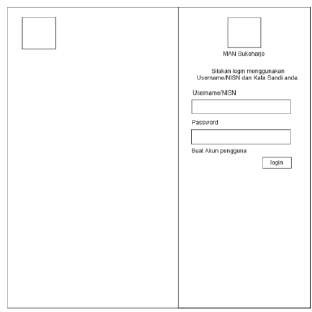 MAN Sukoharjo
Silakan login menggunakan
Username/NISN dan Kata Sandi anda
Username/NISN
Password
Buat Akun pengguna
login